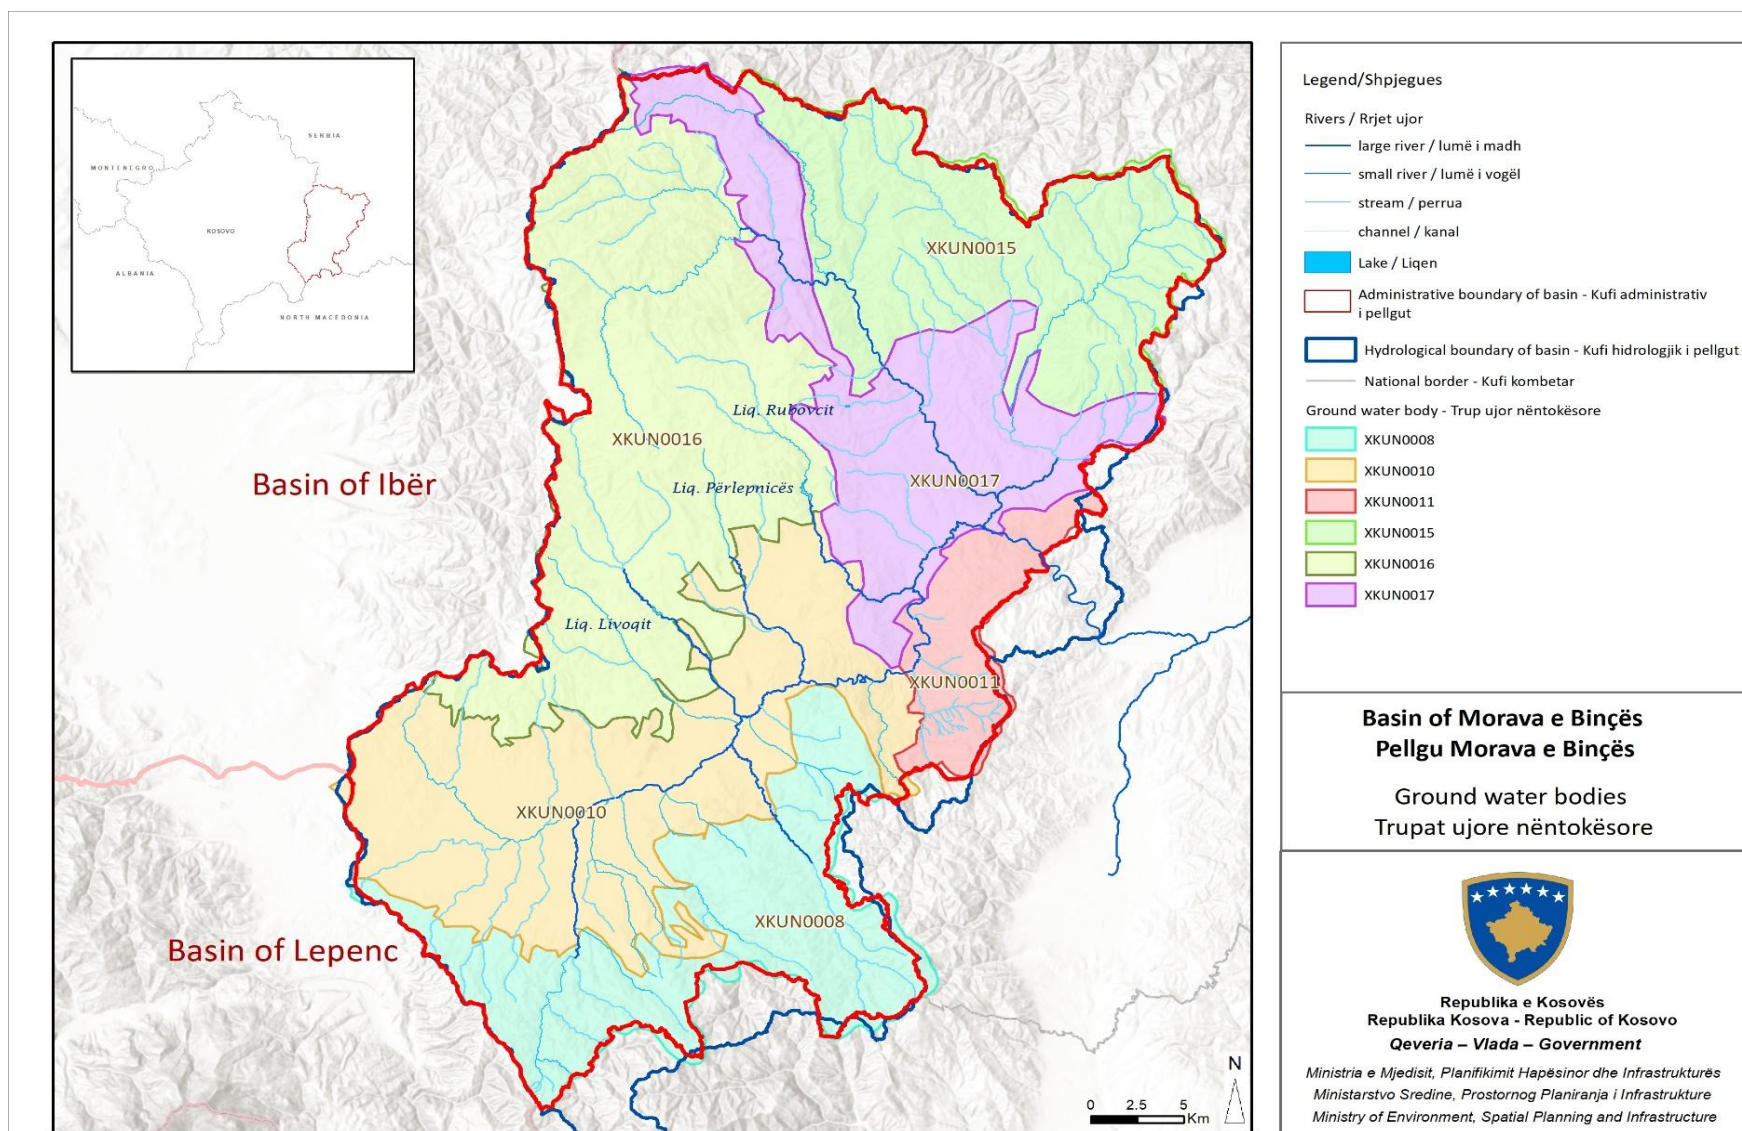 SERBIA
MONTENEGRO
KOSOVO
ALBANIA
NORTH MACEDONIA
XKUN0015
Liq. Rubovcit
XKUN0016
Basin of Ibër
XKUN0017
Liq. Përlepnicës
Liq. Livoqit
XKUN0011
XKUN0010
XKUN0008
Basin of Lepenc
N
0 2.5 5
Km
Legend/Shpjegues
Rivers / Rrjet ujor
large river / lumë i madh
small river / lumë i vogël
stream / perrua
channel / kanal
Lake / Liqen
Administrative boundary of basin - Kufi administrativ
i pellgut
Hydrological boundary of basin - Kufi hidrologjik i pellgut
National border - Kufi kombetar
Ground water body - Trup ujor nëntokësore
XKUN0008
XKUN0010
XKUN0011
XKUN0015
XKUN0016
XKUN0017
Basin of Morava e Binçës
Pellgu Morava e Binçës
Ground water bodies
Trupat ujore nëntokësore
Republika e Kosovës
Republika Kosova - Republic of Kosovo
Qeveria – Vlada – Government
Ministria e Mjedisit, Planifikimit Hapësinor dhe Infrastrukturës
Ministarstvo Sredine, Prostornog Planiranja i Infrastrukture
Ministry of Environment, Spatial Planning and Infrastructure